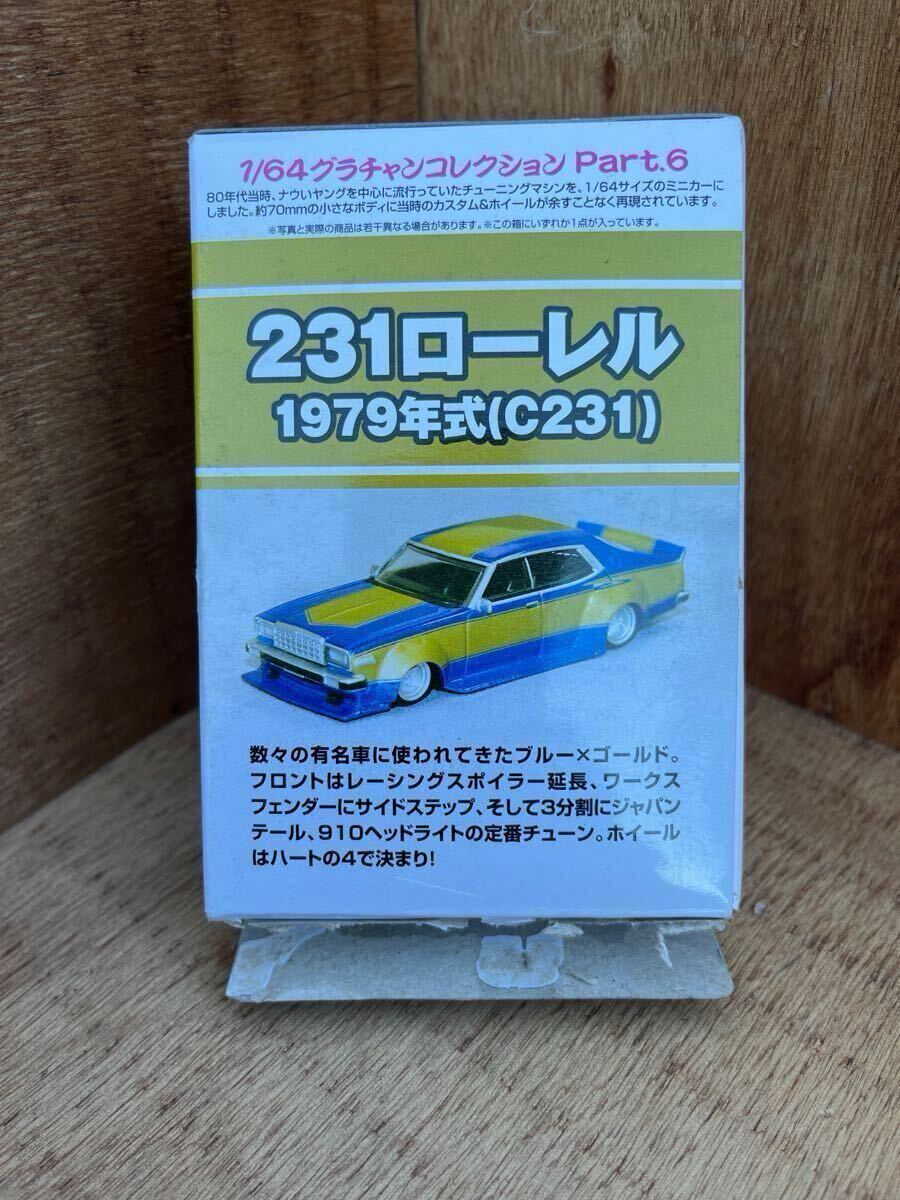 1/64グラチャンコレクション Part.6
80年代当時、ナウいヤングを中心に流行っていたチューニングマシンを、1/64サイズのミニカーに
しました。約70mmの小さなボディに当時のカスタム&ホイールが余すことなく再現されています。
※写真と実際の商品は若干異なる場合があります。※この箱にいずれか1点が入っています。
231ローレル
1979年式(C231)
数々の有名車に使われてきたブルー×ゴールド。
フロントはレーシングスポイラー延長、ワークス
フェンダーにサイドステップ、そして3分割にジャパン
テール、910ヘッドライトの定番チューン。ホイール
はハートの4で決まり!